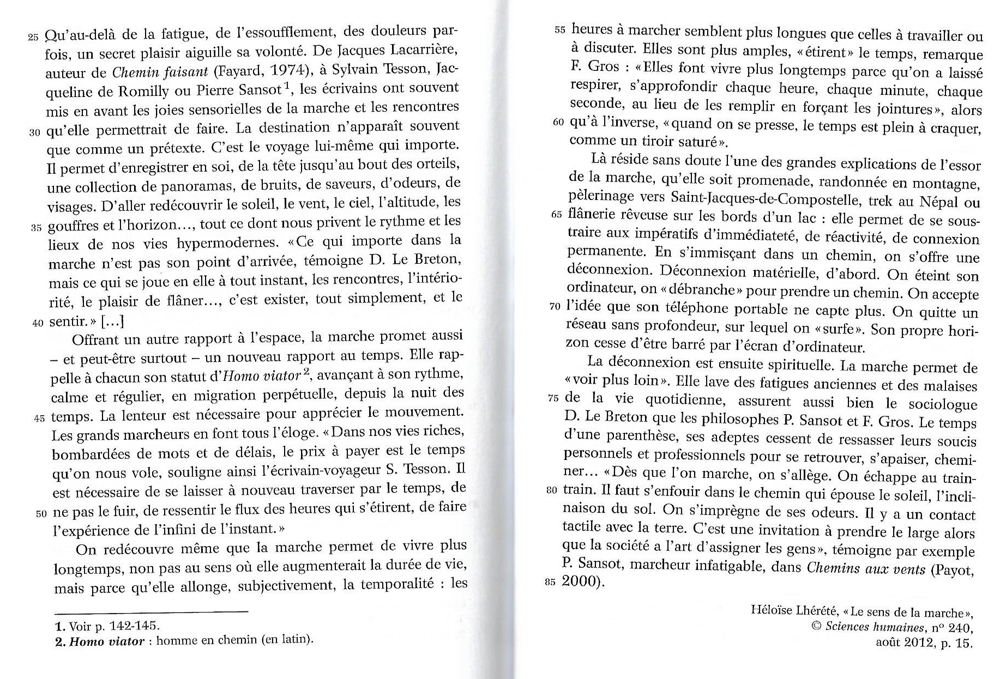 25 Qu'au-delà de la fatigue, de l'essoufflement, des douleurs par-
fois, un secret plaisir aiguille sa volonté. De Jacques Lacarrière,
auteur de Chemin faisant (Fayard, 1974), à Sylvain Tesson, Jac-
queline de Romilly ou Pierre Sansot 1, les écrivains ont souvent
mis en avant les joies sensorielles de la marche et les rencontres
30 qu'elle permettrait de faire. La destination n'apparaît souvent
que comme un prétexte. C'est le voyage lui-même qui importe.
Il permet d'enregistrer en soi, de la tête jusqu'au bout des orteils,
une collection de panoramas, de bruits, de saveurs, d'odeurs, de
visages. D'aller redécouvrir le soleil, le vent, le ciel, l'altitude, les
35 gouffres et l'horizon..., tout ce dont nous privent le rythme et les
lieux de nos vies hypermodernes. «Ce qui importe dans la
marche n'est pas son point d'arrivée, témoigne D. Le Breton,
mais ce qui se joue en elle à tout instant, les rencontres, l'intério-
rité, le plaisir de flâner..., c'est exister, tout simplement, et le
40 sentir.» [...]
Offrant un autre rapport à l'espace, la marche promet aussi
– et peut-être surtout – un nouveau rapport au temps. Elle rap-
pelle à chacun son statut d'Homo viator 2, avançant à son rythme,
calme et régulier, en migration perpétuelle, depuis la nuit des
45 temps. La lenteur est nécessaire pour apprécier le mouvement.
Les grands marcheurs en font tous l'éloge. «Dans nos vies riches,
bombardées de mots et de délais, le prix à payer est le temps
qu'on nous vole, souligne ainsi l'écrivain-voyageur S. Tesson. Il
est nécessaire de se laisser à nouveau traverser par le temps, de
50 ne pas le fuir, de ressentir le flux des heures qui s'étirent, de faire
l'expérience de l'infini de l'instant.»
On redécouvre même que la marche permet de vivre plus
longtemps, non pas au sens où elle augmenterait la durée de vie,
mais parce qu'elle allonge, subjectivement, la temporalité : les
1. Voir p. 142-145.
2. Homo viator : homme en chemin (en latin).
55 heures à marcher semblent plus longues que celles à travailler ou
à discuter. Elles sont plus amples, «étirent» le temps, remarque
F. Gros : «Elles font vivre plus longtemps parce qu'on a laissé
respirer, s'approfondir chaque heure, chaque minute, chaque
seconde, au lieu de les remplir en forçant les jointures», alors
60 qu'à l'inverse, «quand on se presse, le temps est plein à craquer,
comme un tiroir saturé».
Là réside sans doute l'une des grandes explications de l'essor
de la marche, qu'elle soit promenade, randonnée en montagne,
pèlerinage vers Saint-Jacques-de-Compostelle, trek au Népal ou
65 flânerie rêveuse sur les bords d'un lac : elle permet de se sous-
traire aux impératifs d'immédiateté, de réactivité, de connexion
permanente. En s'immisçant dans un chemin, on s'offre une
déconnexion. Déconnexion matérielle, d'abord. On éteint son
ordinateur, on «débranche» pour prendre un chemin. On accepte
70 l'idée que son téléphone portable ne capte plus. On quitte un
réseau sans profondeur, sur lequel on «surfe». Son propre hori-
zon cesse d'être barré par l'écran d'ordinateur.
La déconnexion est ensuite spirituelle. La marche permet de
«voir plus loin». Elle lave des fatigues anciennes et des malaises
75 de la vie quotidienne, assurent aussi bien le sociologue
D. Le Breton que les philosophes P. Sansot et F. Gros. Le temps
d'une parenthèse, ses adeptes cessent de ressasser leurs soucis
personnels et professionnels pour se retrouver, s'apaiser, chemi-
ner... «Dès que l'on marche, on s'allège. On échappe au train-
80 train. Il faut s'enfouir dans le chemin qui épouse le soleil, l'incli-
naison du sol. On s'imprègne de ses odeurs. Il y a un contact
tactile avec la terre. C'est une invitation à prendre le large alors
que la société a l'art d'assigner les gens», témoigne par exemple
P. Sansot, marcheur infatigable, dans Chemins aux vents (Payot,
85 2000).
Héloïse Lhérété, «Le sens de la marche»,
© Sciences humaines, nº 240,
août 2012, p. 15.